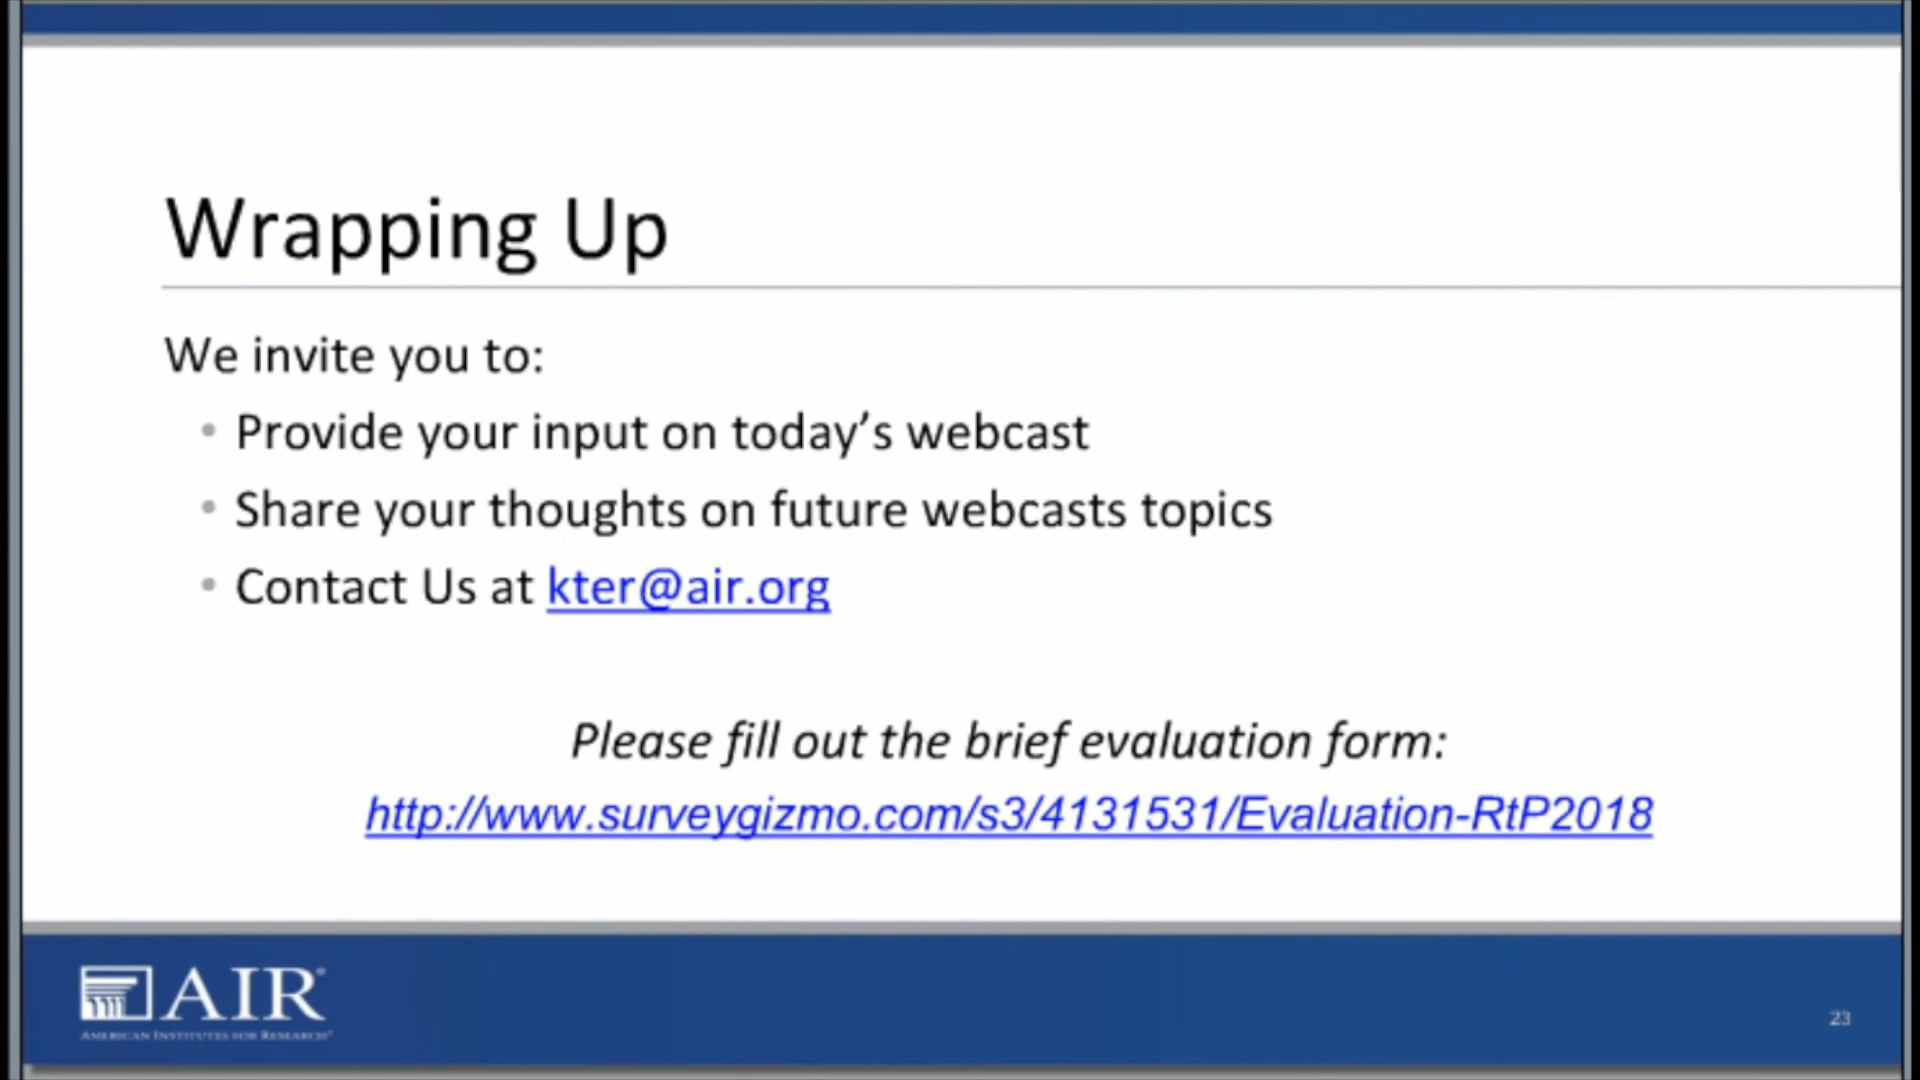 Wrapping Up
We invite you to:
• Provide your input on today's webcast
• Share your thoughts on future webcasts topics
• Contact Us at kter@air.org
Please fill out the brief evaluation form:
http://www.surveygizmo.com/s3/4131531/Evaluation-RtP2018
AIR®
AMERICAN INSTITUTES FOR RESEARCH®
23